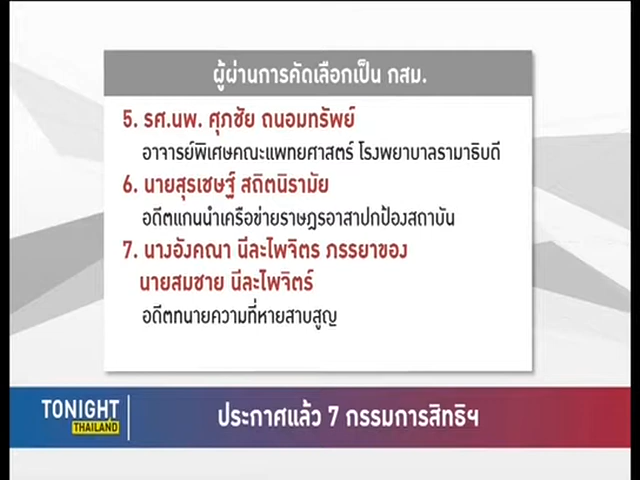 ผู้ผ่านการคัดเลือกเป็น กสม.
5. รศ.นพ. ศุภชัย ถนอมทรัพย์
อาจารย์พิเศษคณะแพทยศาสตร์ โรงพยาบาลรามาธิบดี
6. นายสุรเชษฐ์ สถิตนิรามัย
อดีตแกนนำเครือข่ายราษฎรอาสาปกป้องสถาบัน
7. นางอังคณา นีละไพจิตร ภรรยาของ
นายสมชาย นีละไพจิตร์
อดีตทนายความที่หายสาบสูญ
TONIGHT
THAILAND
ประกาศแล้ว 7 กรรมการสิทธิฯ